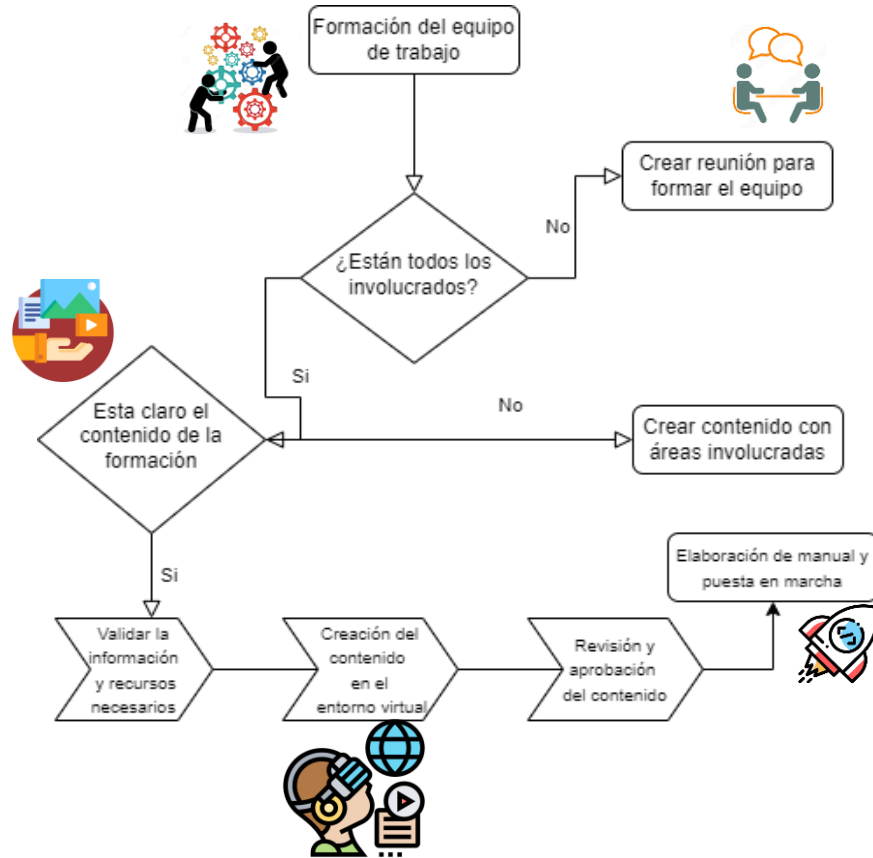 Formación del equipo
de trabajo
Crear reunión para
formar el equipo
No
¿Están todos los
involucrados?
Si
Esta claro el
contenido de la
formación
No
Crear contenido con
áreas involucradas
Si
Elaboración de manual y
puesta en marcha
Validar la
información
y recursos
necesarios
Creación del
contenido
en el
entorno virtual
Revisión y
aprobación
del contenido